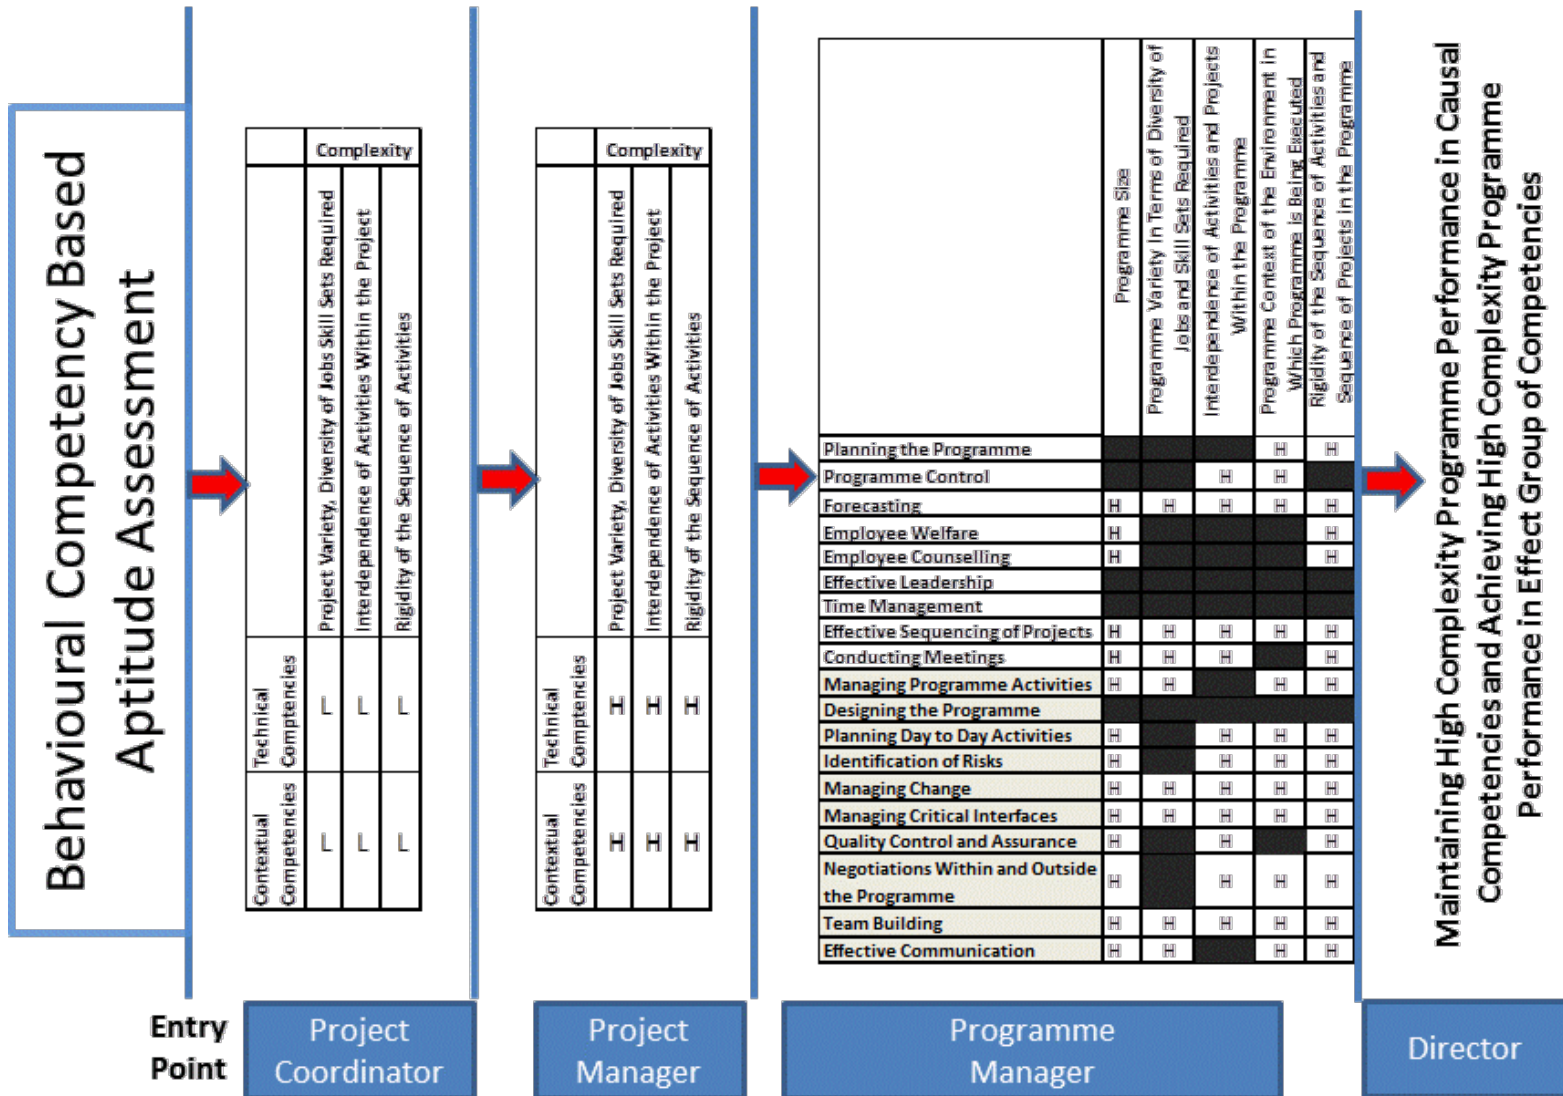 Behavioural Competency Based
Aptitude Assessment
Complexity
Project Variety, Diversity of Jobs Skill Sets Required
Interdependence of Activities Within the Project
Rigidity of the Sequence of Activities
Technical
Comptencies
L L L
Contextual
Competencies
L L L
Complexity
Project Variety, Diversity of Jobs Skill Sets Required
Interdependence of Activities Within the Project
Rigidity of the Sequence of Activities
Technical
Comptencies
H H H
Contextual
Competencies
H H H
Programme Size
Programme Variety In Terms of Diversity of
Jobs and Skill Sets Required
Interdependence of Activities and Projects
Within the Programme
Programme Context of the Environment in
Which Programme is Being Executed
Rigidity of the Sequence of Activities and
Sequence of Projects in the Programme
Planning the Programme H H
Programme Control H H
Forecasting H H H H H
Employee Welfare H H
Employee Counselling H H
Effective Leadership
Time Management
Effective Sequencing of Projects H H H H H
Conducting Meetings H H H H
Managing Programme Activities H H H H
Designing the Programme
Planning Day to Day Activities H H H H
Identification of Risks H H H H
Managing Change H H H H H
Managing Critical Interfaces H H H H H
Quality Control and Assurance H H H
Negotiations Within and Outside
the Programme H H H H
Team Building H H H H H
Effective Communication H H H H
Maintaining High Complexity Programme Performance in Causal
Competencies and Achieving High Complexity Programme
Performance in Effect Group of Competencies
Entry
Point
Project
Coordinator
Project
Manager
Programme
Manager
Director